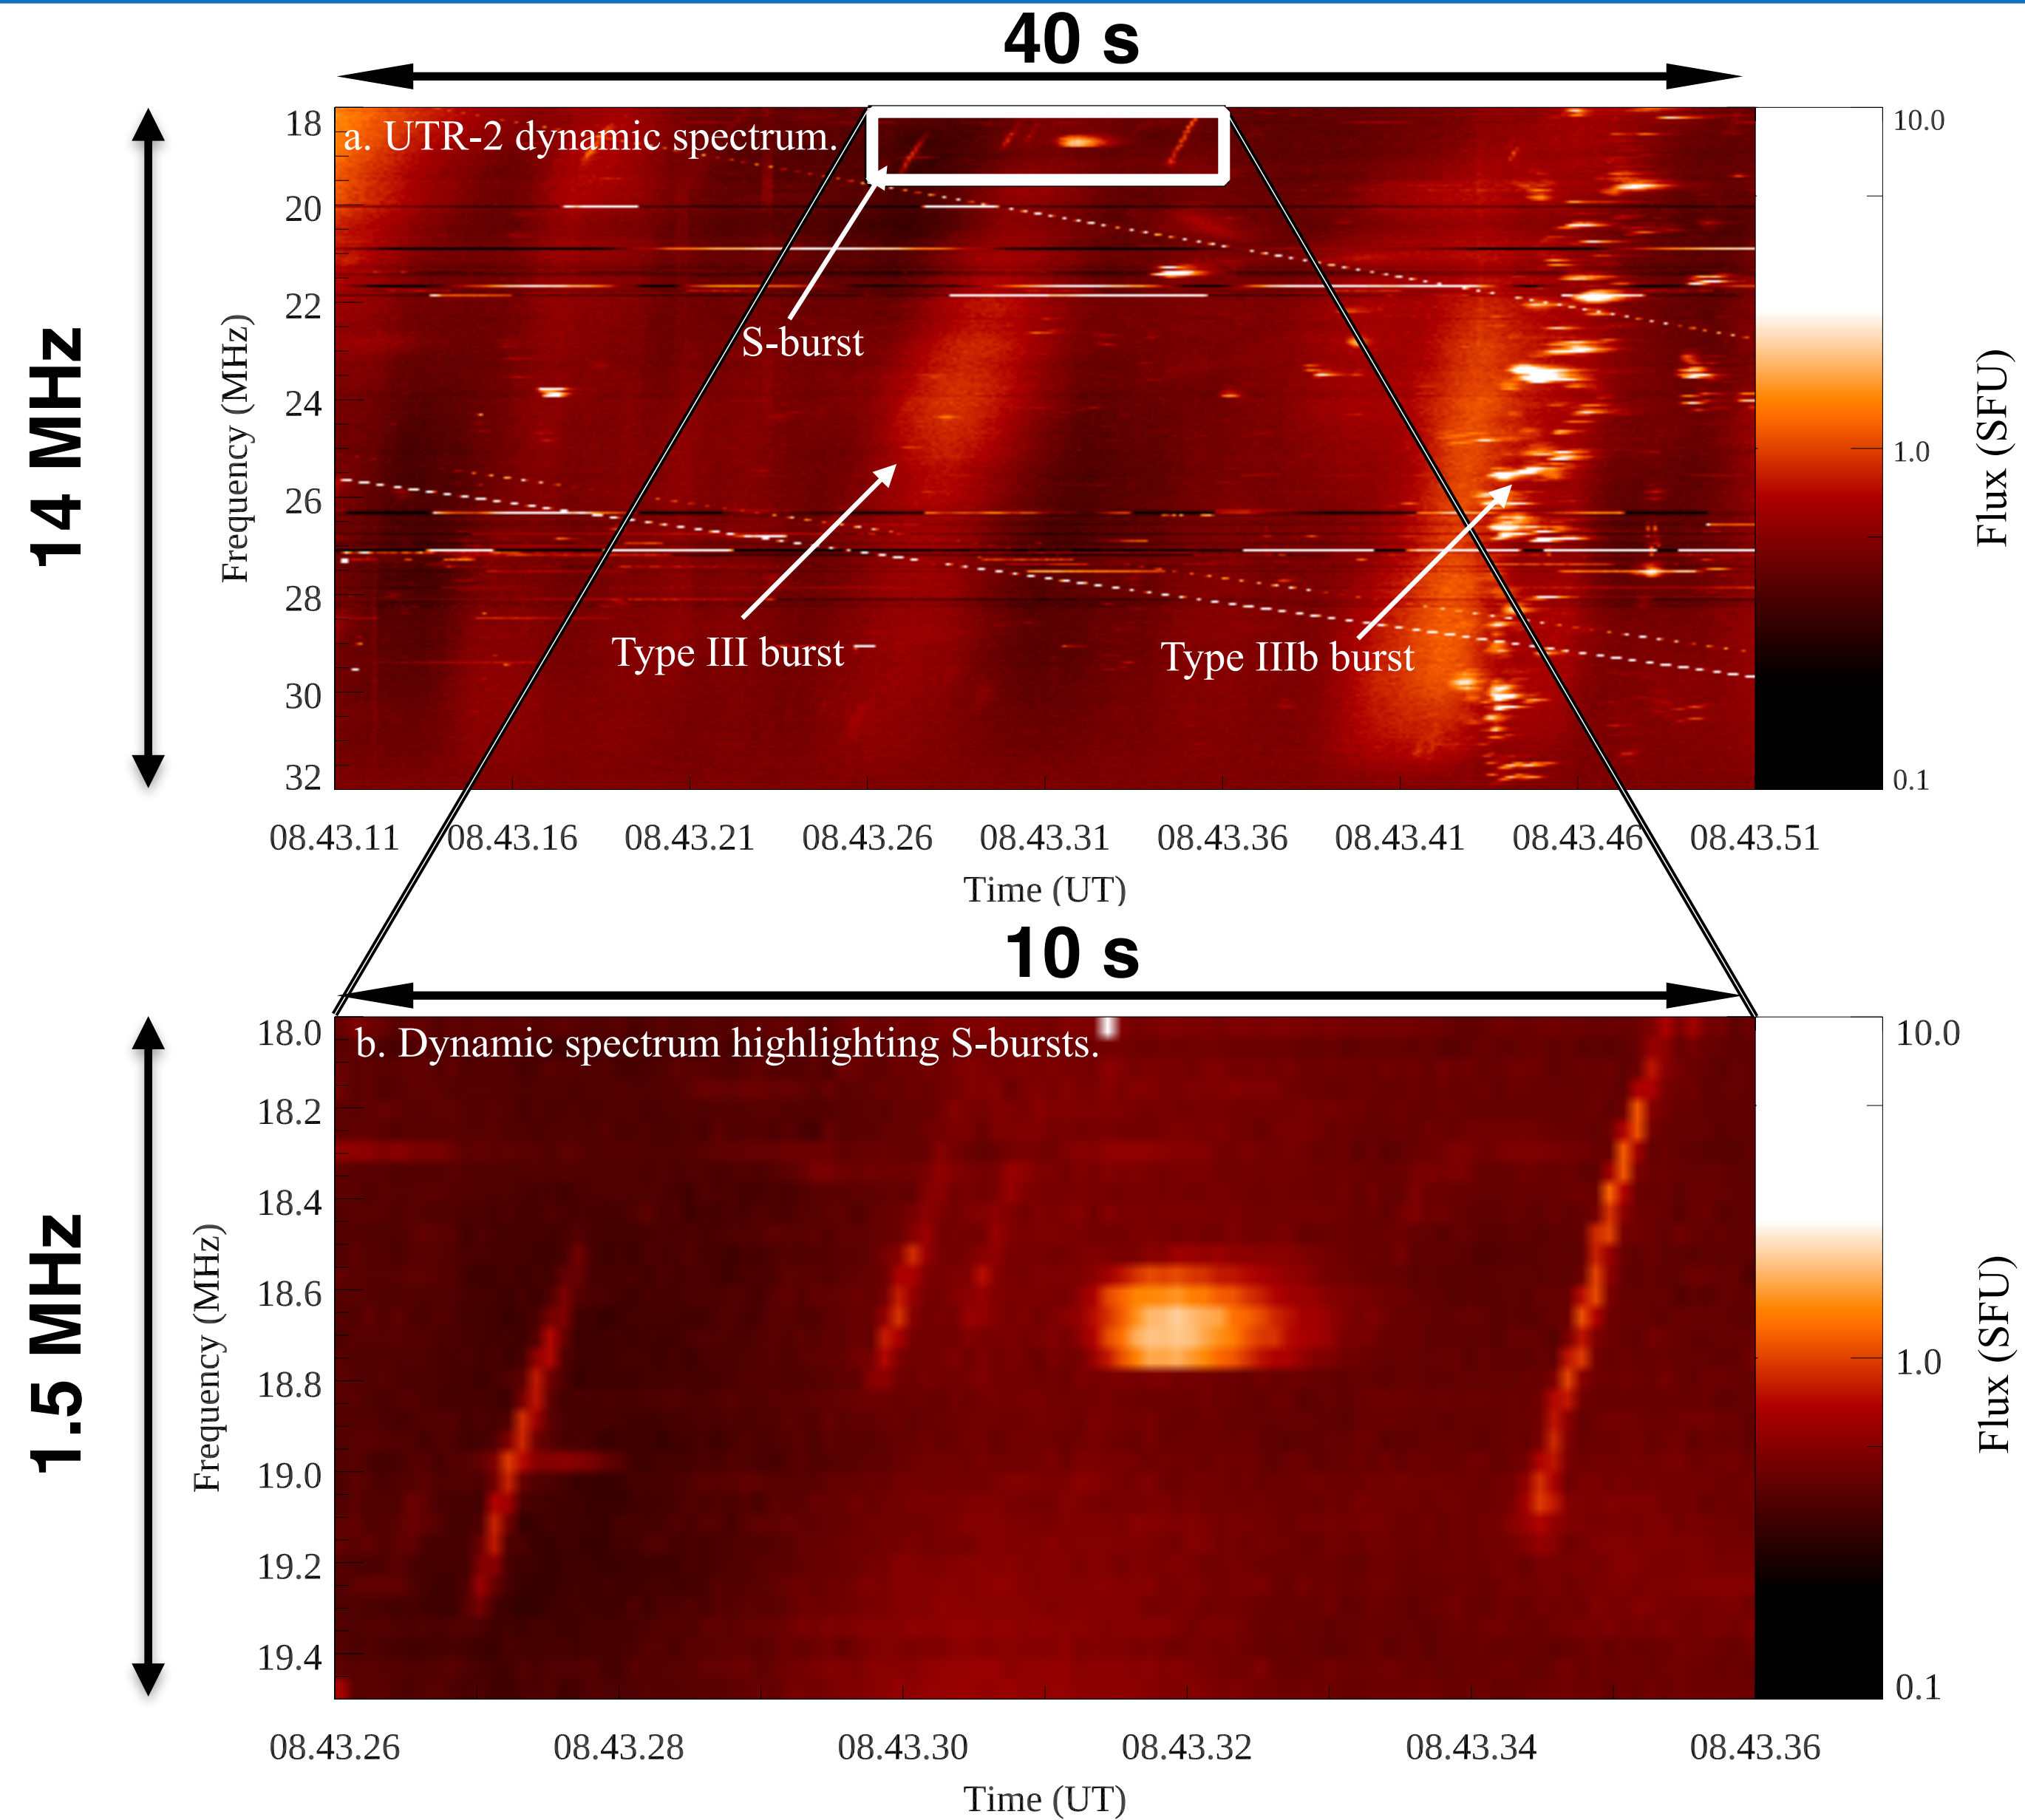 40 s
14 MHz
Frequency (MHz)
18
20
22
24
26
28
30
32
a. UTR-2 dynamic spectrum.
S-burst
Type III burst
Type IIIb burst
10.0
1.0
0.1
Flux (SFU)
08.43.11 08.43.16 08.43.21 08.43.26 08.43.31 08.43.36 08.43.41 08.43.46 08.43.51
Time (UT)
10 s
1.5 MHz
Frequency (MHz)
18.0
18.2
18.4
18.6
18.8
19.0
19.2
19.4
b. Dynamic spectrum highlighting S-bursts.
10.0
1.0
0.1
Flux (SFU)
08.43.26 08.43.28 08.43.30 08.43.32 08.43.34 08.43.36
Time (UT)